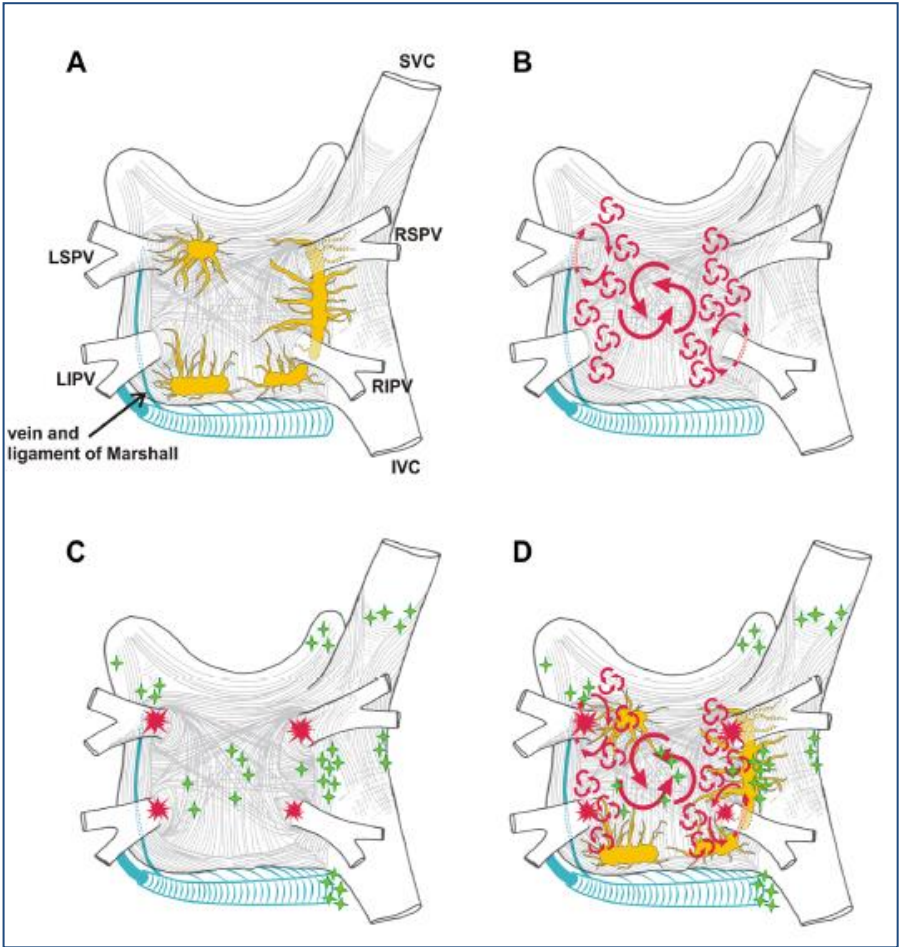 A
SVC
B
RSPV
LSPV
LIPV
RIPV
vein and
ligament of Marshall
IVC
C
D